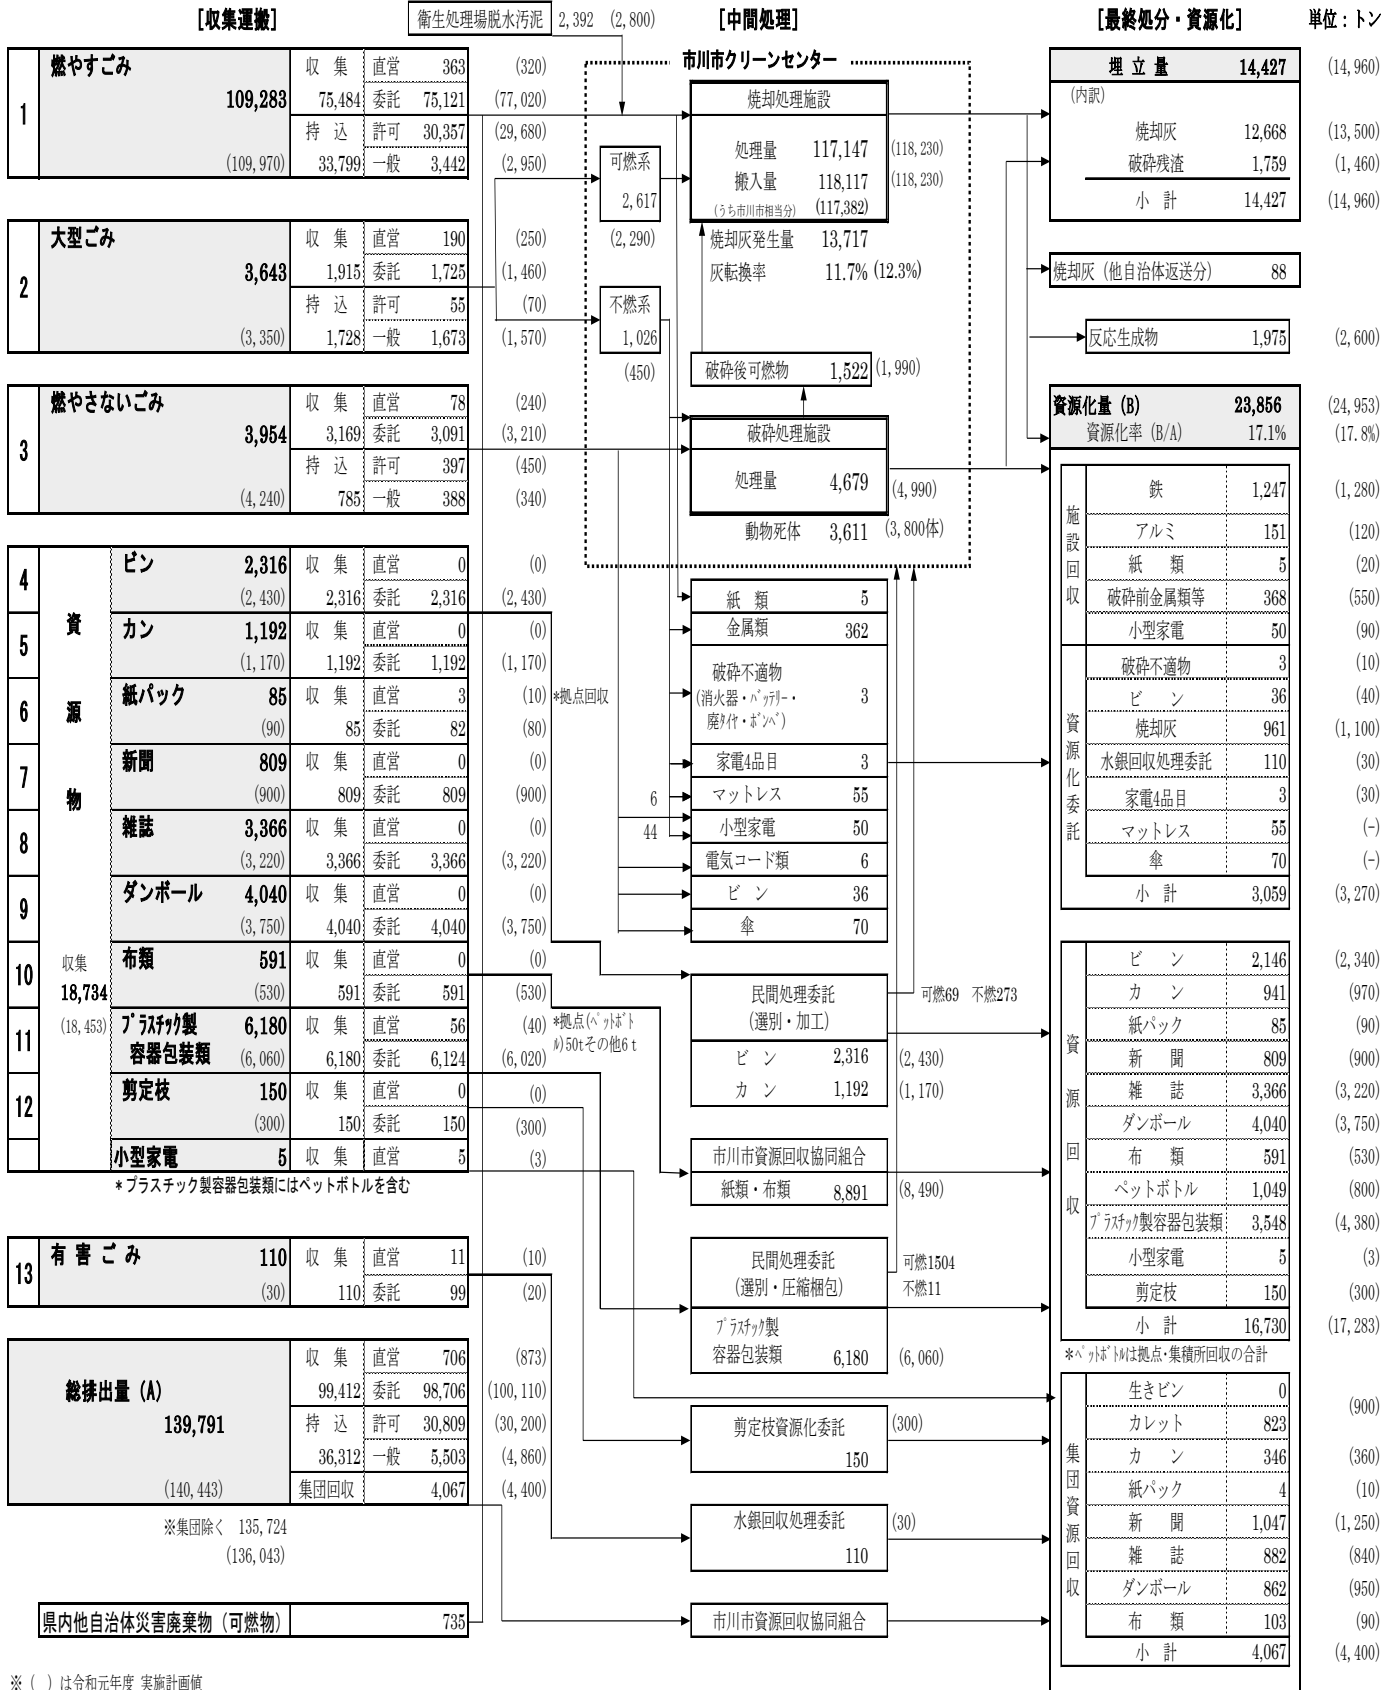 [収集運搬]
衛生処理場脱水汚泥 2,392 (2,800)
[中間処理]
[最終処分・資源化]
単位：トン
1 燃やすごみ 収 集 直営 363 (320)
109,283 75,484 委託 75,121 (77,020)
持 込 許可 30,357 (29,680)
(109,970) 33,799 一般 3,442 (2,950)
2 大型ごみ 収 集 直営 190 (250)
3,643 1,915 委託 1,725 (1,460)
持 込 許可 55 (70)
(3,350) 1,728 一般 1,673 (1,570)
3 燃やさないごみ 収 集 直営 78 (240)
3,954 3,169 委託 3,091 (3,210)
持 込 許可 397 (450)
(4,240) 785 一般 388 (340)
資源物
収集
18,734
(18,453)
4 ビン 2,316 収 集 直営 0 (0)
(2,430) 2,316 委託 2,316 (2,430)
5 カン 1,192 収 集 直営 0 (0)
(1,170) 1,192 委託 1,192 (1,170)
6 紙パック 85 収 集 直営 3 (10) *拠点回収
(90) 85 委託 82 (80)
7 新聞 809 収 集 直営 0 (0)
(900) 809 委託 809 (900)
8 雑誌 3,366 収 集 直営 0 (0)
(3,220) 3,366 委託 3,366 (3,220)
9 ダンボール 4,040 収 集 直営 0 (0)
(3,750) 4,040 委託 4,040 (3,750)
10 布類 591 収 集 直営 0 (0)
(530) 591 委託 591 (530)
11 プラスチック製 6,180 収 集 直営 56 (40) *拠点(ペットボト
容器包装類 (6,060) 6,180 委託 6,124 (6,020) ル)50tその他6t
12 剪定枝 150 収 集 直営 0 (0)
(300) 150 委託 150 (300)
小型家電 5 収 集 直営 5 (3)
*プラスチック製容器包装類にはペットボトルを含む
13 有害ごみ 110 収 集 直営 11 (10)
(30) 110 委託 99 (20)
総排出量（A） 収 集 直営 706 (873)
99,412 委託 98,706 (100,110)
139,791 持 込 許可 30,809 (30,200)
36,312 一般 5,503 (4,860)
(140,443) 集団回収 4,067 (4,400)
※集団除く 135,724
(136,043)
県内他自治体災害廃棄物（可燃物） 735
※（ ）は令和元年度 実施計画値
市川市クリーンセンター
焼却処理施設
処理量 117,147 (118,230)
搬入量 118,117 (118,230)
(うち市川市相当分) (117,382)
焼却灰発生量 13,717
灰転換率 11.7% (12.3%)
可燃系
2,617
(2,290)
不燃系
1,026
(450)
破砕後可燃物 1,522 (1,990)
破砕処理施設
処理量 4,679 (4,990)
動物死体 3,611 (3,800体)
紙 類 5
金属類 362
破砕不適物
(消火器・バッテリー・ 3
廃タイヤ・ボンベ)
家電4品目 3
6 マットレス 55
44 小型家電 50
電気コード類 6
ビ ン 36
傘 70
民間処理委託
(選別・加工)
可燃69 不燃273
ビ ン 2,316 (2,430)
カ ン 1,192 (1,170)
市川市資源回収協同組合
紙類・布類 8,891 (8,490)
民間処理委託
(選別・圧縮梱包)
可燃1504
不燃11
プラスチック製
容器包装類 6,180 (6,060)
剪定枝資源化委託 (300)
150
水銀回収処理委託 (30)
110
市川市資源回収協同組合
埋 立 量 14,427 (14,960)
(内訳)
焼却灰 12,668 (13,500)
破砕残渣 1,759 (1,460)
小 計 14,427 (14,960)
焼却灰（他自治体返送分） 88
反応生成物 1,975 (2,600)
資源化量（B） 23,856 (24,953)
資源化率（B/A） 17.1% (17.8%)
施設回収
鉄 1,247 (1,280)
アルミ 151 (120)
紙 類 5 (20)
破砕前金属類等 368 (550)
小型家電 50 (90)
資源化委託
破砕不適物 3 (10)
ビ ン 36 (40)
焼却灰 961 (1,100)
水銀回収処理委託 110 (30)
家電4品目 3 (30)
マットレス 55 (-)
傘 70 (-)
小 計 3,059 (3,270)
資源回収
ビ ン 2,146 (2,340)
カ ン 941 (970)
紙パック 85 (90)
新 聞 809 (900)
雑 誌 3,366 (3,220)
ダンボール 4,040 (3,750)
布 類 591 (530)
ペットボトル 1,049 (800)
プラスチック製容器包装類 3,548 (4,380)
小型家電 5 (3)
剪定枝 150 (300)
小 計 16,730 (17,283)
*ペットボトルは拠点・集積所回収の合計
集団資源回収
生きビン 0 (900)
カレット 823
カ ン 346 (360)
紙パック 4 (10)
新 聞 1,047 (1,250)
雑 誌 882 (840)
ダンボール 862 (950)
布 類 103 (90)
小 計 4,067 (4,400)